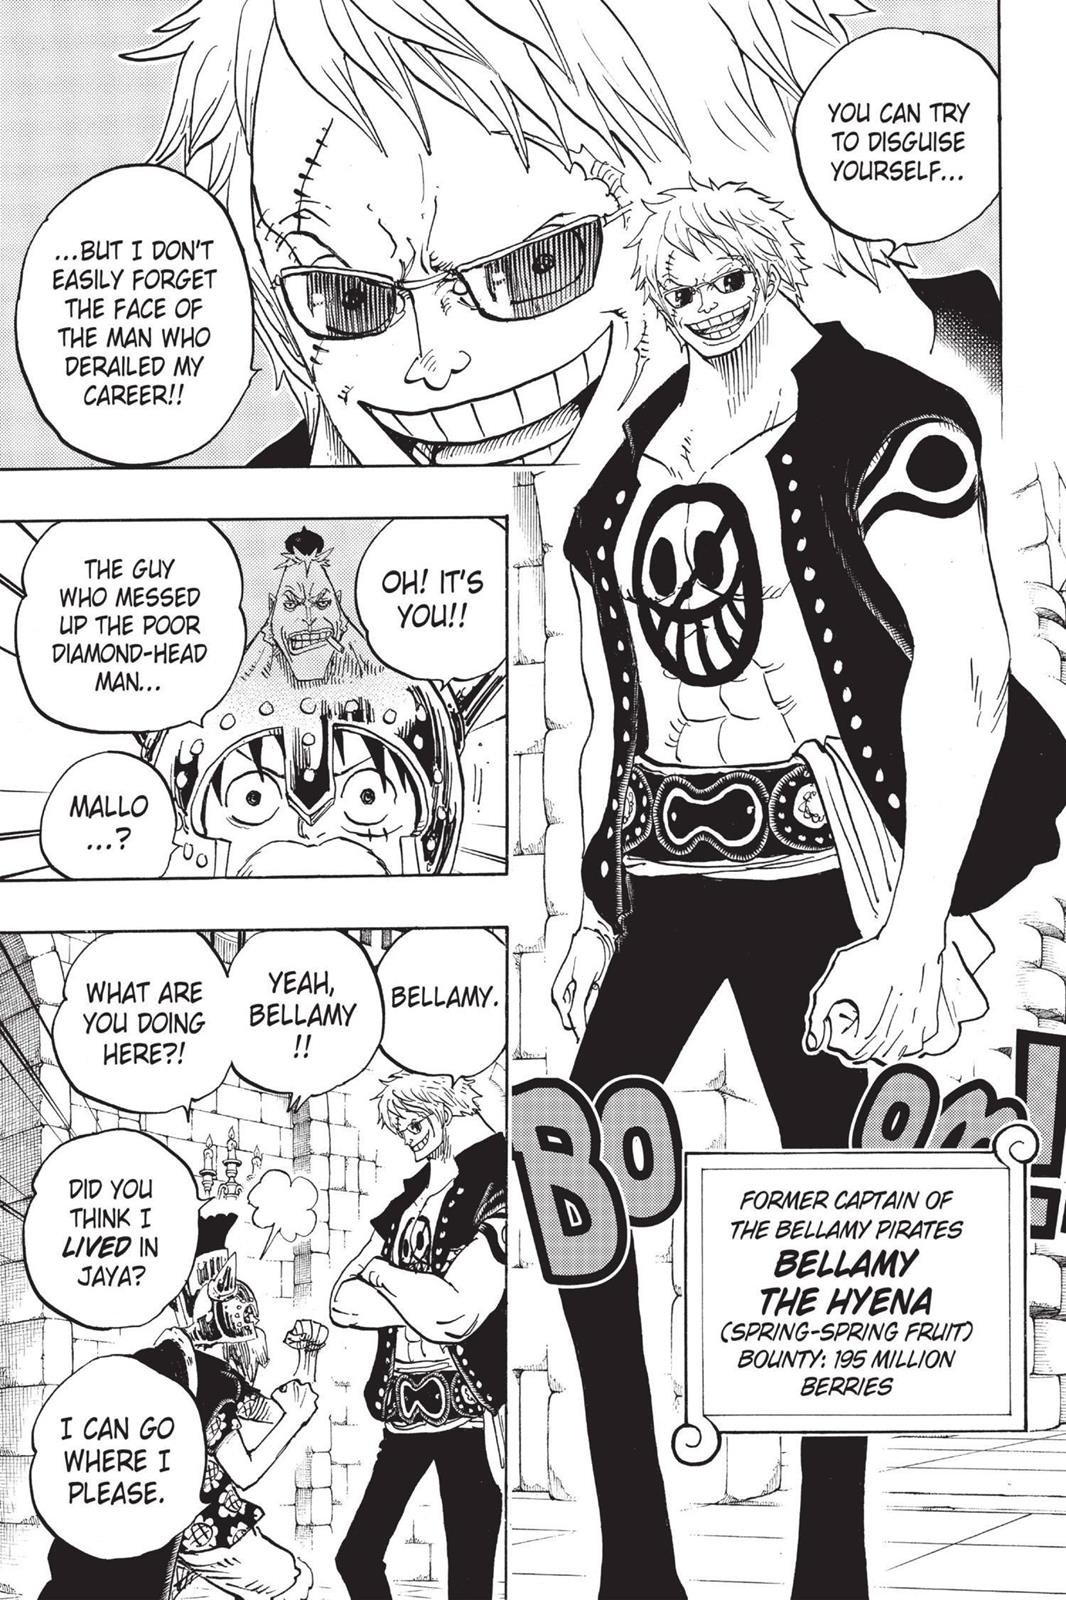 YOU CAN TRY
TO DISGUISE
YOURSELF...
...BUT I DON'T
EASILY FORGET
THE FACE OF
THE MAN WHO
DERAILED MY
CAREER!!
BOOM!!
FORMER CAPTAIN OF
THE BELLAMY PIRATES
BELLAMY
THE HYENA
(SPRING-SPRING FRUIT)
BOUNTY: 195 MILLION
BERRIES
OH! IT'S
YOU!!
THE GUY
WHO MESSED
UP THE POOR
DIAMOND-HEAD
MAN...
MALLO
...?
BELLAMY.
YEAH,
BELLAMY
!!
WHAT ARE
YOU DOING
HERE?!
DID YOU
THINK I
LIVED IN
JAYA?
I CAN GO
WHERE I
PLEASE.